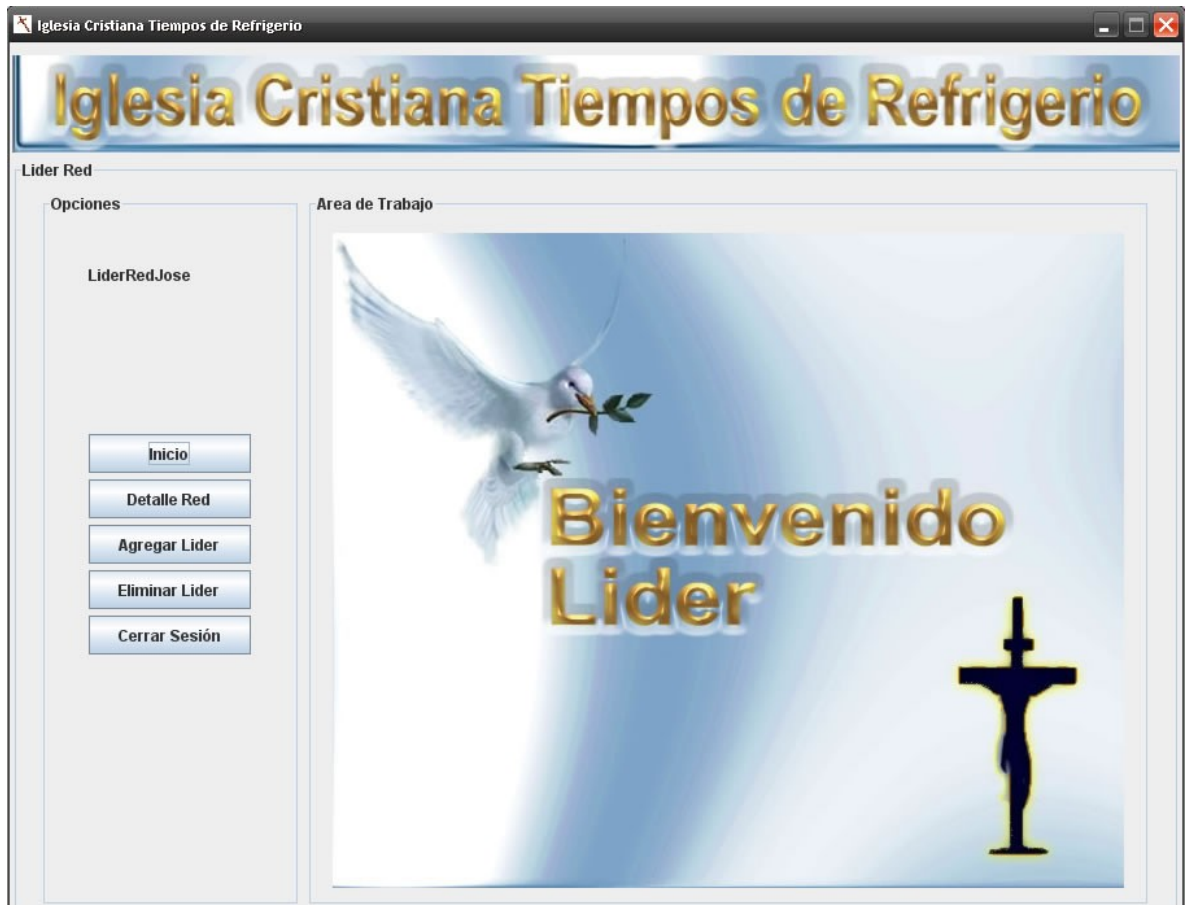 Iglesia Cristiana Tiempos de Refrigerio
Iglesia Cristiana Tiempos de Refrigerio
Lider Red
Opciones
LiderRedJose
Inicio
Detalle Red
Agregar Lider
Eliminar Lider
Cerrar Sesión
Area de Trabajo
Bienvenido
Lider